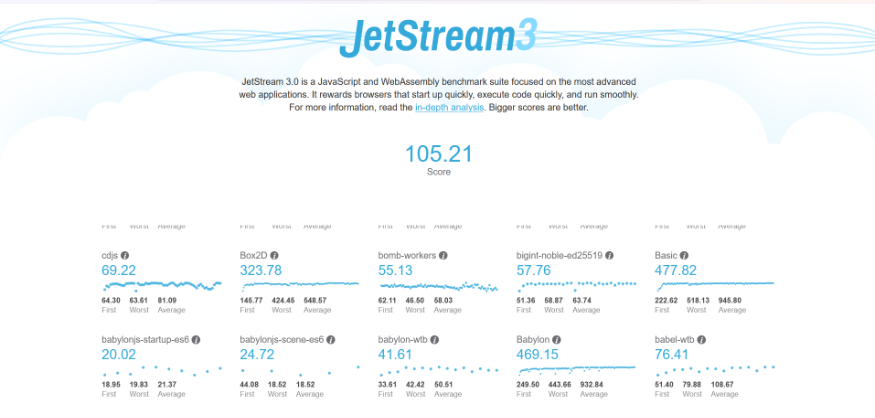 JetStream3
JetStream 3.0 is a JavaScript and WebAssembly benchmark suite focused on the most advanced
web applications. It rewards browsers that start up quickly, execute code quickly, and run smoothly.
For more information, read the in-depth analysis. Bigger scores are better.
105.21
Score
First Worst Average First Worst Average First Worst Average First Worst Average First Worst Average
cdjs i Box2D i bomb-workers i bigint-noble-ed25519 i Basic i
69.22 323.78 55.13 57.76 477.82
64.30 63.61 81.09 145.77 424.45 548.57 62.11 46.50 58.03 51.36 58.87 63.74 222.62 518.13 945.80
First Worst Average First Worst Average First Worst Average First Worst Average First Worst Average
babylonjs-startup-es6 i babylonjs-scene-es6 i babylon-wtb i Babylon i babel-wtb i
20.02 24.72 41.61 469.15 76.41
18.95 19.83 21.37 44.08 18.52 18.52 33.61 42.42 50.51 249.50 443.66 932.84 51.40 79.88 108.67
First Worst Average First Worst Average First Worst Average First Worst Average First Worst Average